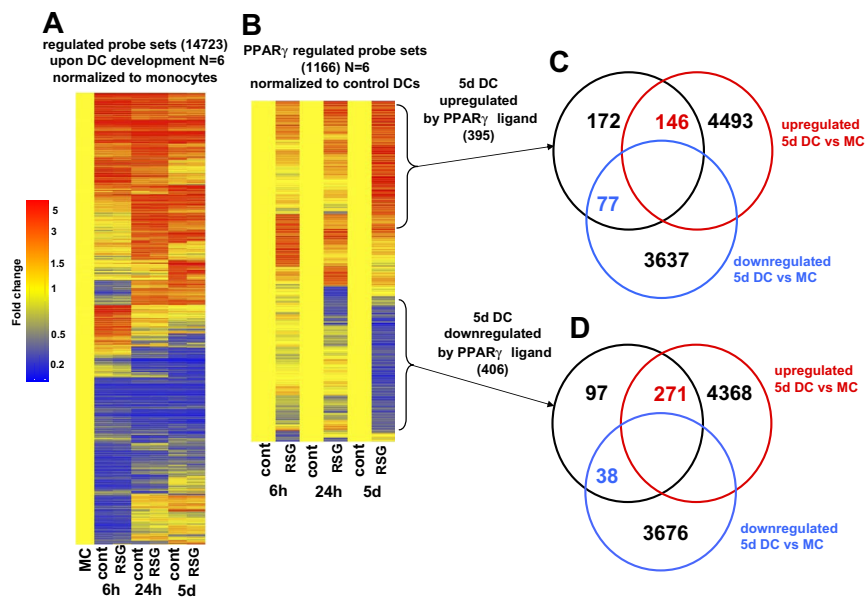 A
regulated probe sets (14723)
upon DC development N=6
normalized to monocytes
Fold change
5
3
1.5
1
0.5
0.2
MC
cont
RSG
cont
RSG
cont
RSG
6h
24h
5d
B
PPARγ regulated probe sets
(1166) N=6
normalized to control DCs
cont
RSG
cont
RSG
cont
RSG
6h
24h
5d
5d DC
upregulated
by PPARγ ligand
(395)
5d DC
downregulated
by PPARγ ligand
(406)
C
172
146
4493
77
3637
upregulated
5d DC vs MC
downregulated
5d DC vs MC
D
97
271
4368
38
3676
upregulated
5d DC vs MC
downregulated
5d DC vs MC